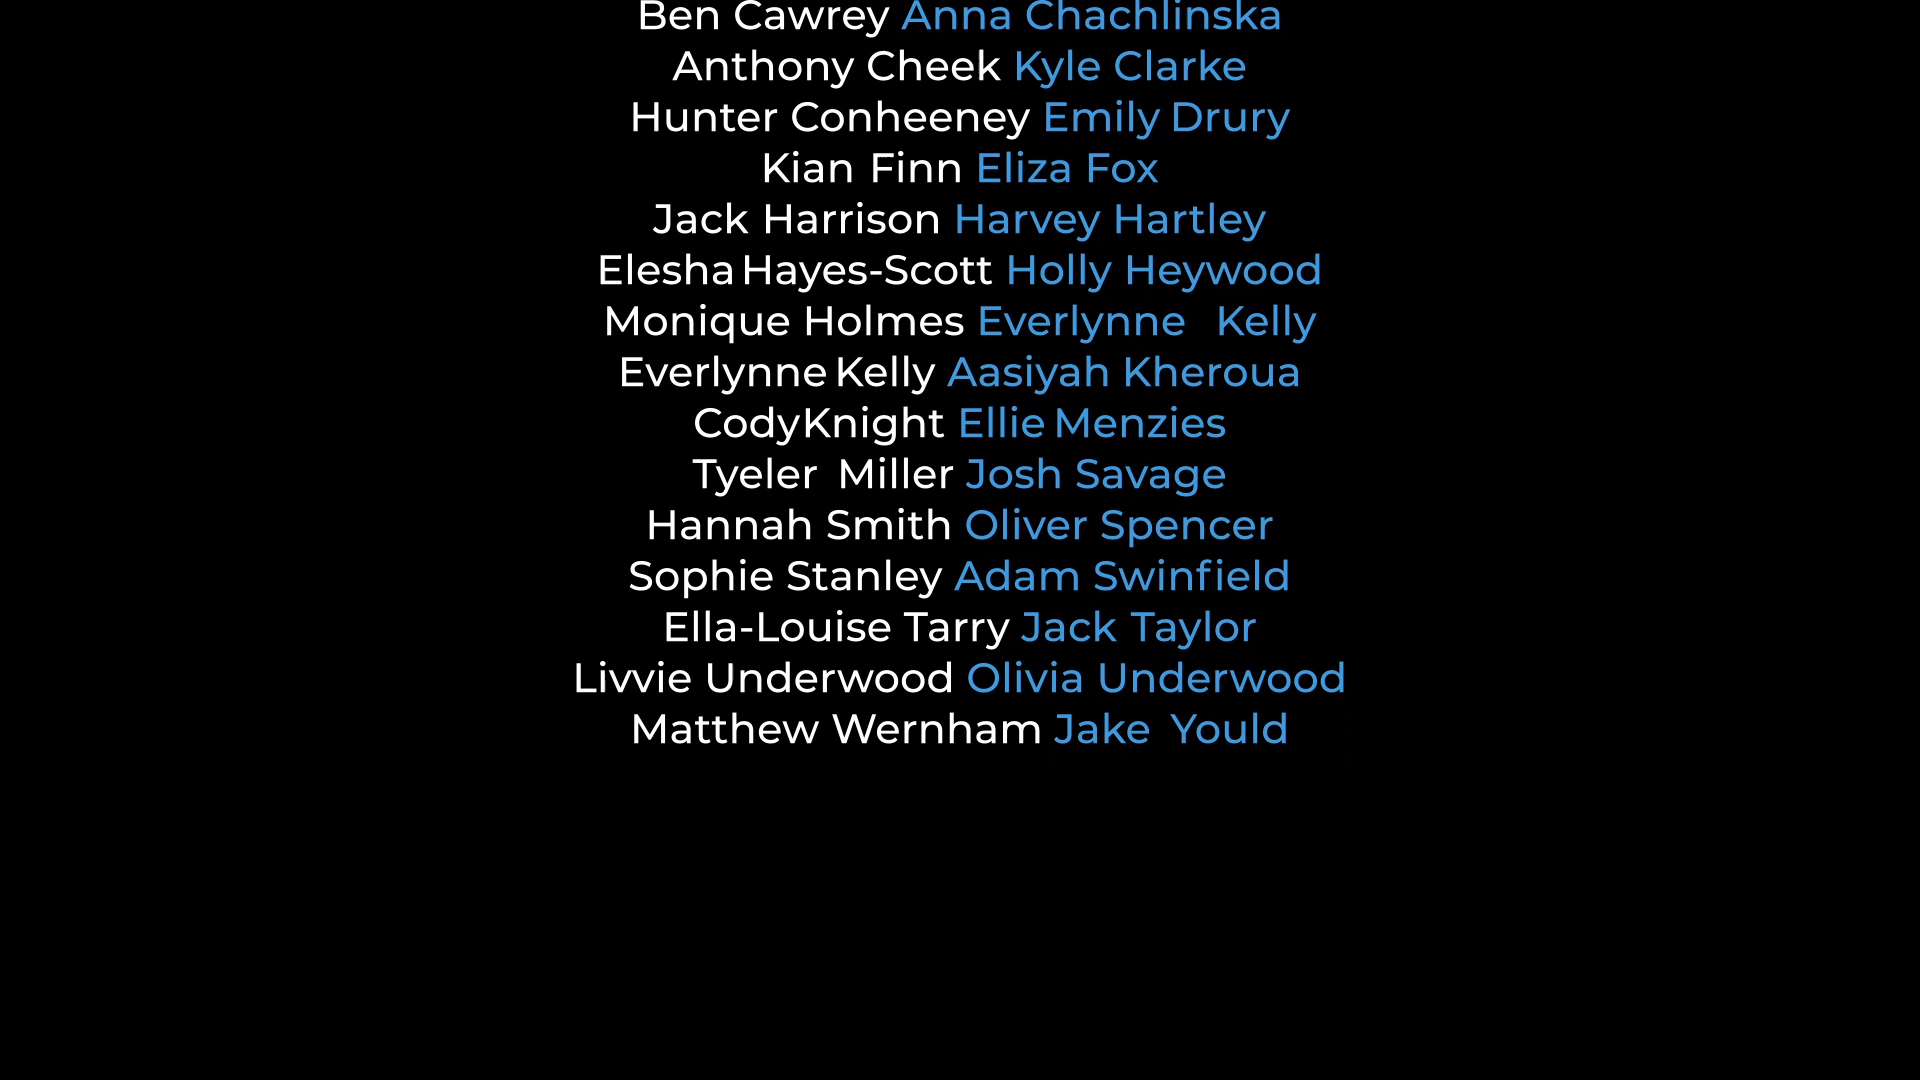 Ben Cawrey Anna Chachlinska
Anthony Cheek Kyle Clarke
Hunter Conheeney Emily Drury
Kian Finn Eliza Fox
Jack Harrison Harvey Hartley
Elesha Hayes-Scott Holly Heywood
Monique Holmes Everlynne Kelly
Everlynne Kelly Aasiyah Kheroua
CodyKnight Ellie Menzies
Tyeler Miller Josh Savage
Hannah Smith Oliver Spencer
Sophie Stanley Adam Swinfield
Ella-Louise Tarry Jack Taylor
Livvie Underwood Olivia Underwood
Matthew Wernham Jake Yould